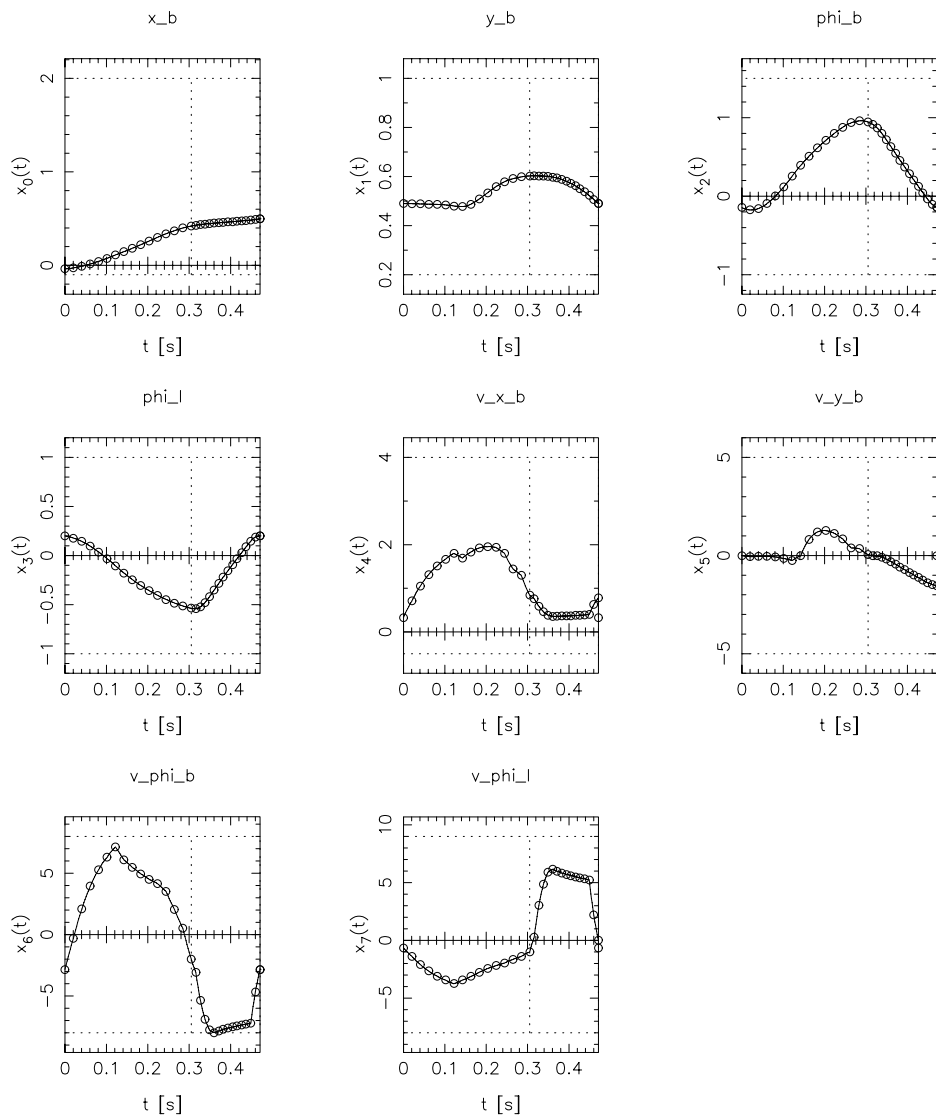 x_b
y_b
phi_b
2
1
0
x_0(t)
0 0.1 0.2 0.3 0.4
t [s]
1
0.8
0.6
0.4
0.2
x_1(t)
0 0.1 0.2 0.3 0.4
t [s]
1
0
−1
x_2(t)
0 0.1 0.2 0.3 0.4
t [s]
phi_l
v_x_b
v_y_b
1
0.5
0
−0.5
−1
x_3(t)
0 0.1 0.2 0.3 0.4
t [s]
4
2
0
x_4(t)
0 0.1 0.2 0.3 0.4
t [s]
5
0
−5
x_5(t)
0 0.1 0.2 0.3 0.4
t [s]
v_phi_b
v_phi_l
5
0
−5
x_6(t)
0 0.1 0.2 0.3 0.4
t [s]
10
5
0
−5
x_7(t)
0 0.1 0.2 0.3 0.4
t [s]